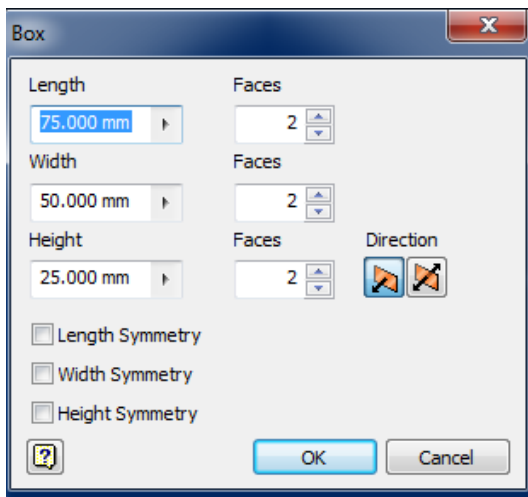 Box
Length Faces
75.000 mm 2
Width Faces
50.000 mm 2
Height Faces Direction
25.000 mm 2
Length Symmetry
Width Symmetry
Height Symmetry
? OK Cancel